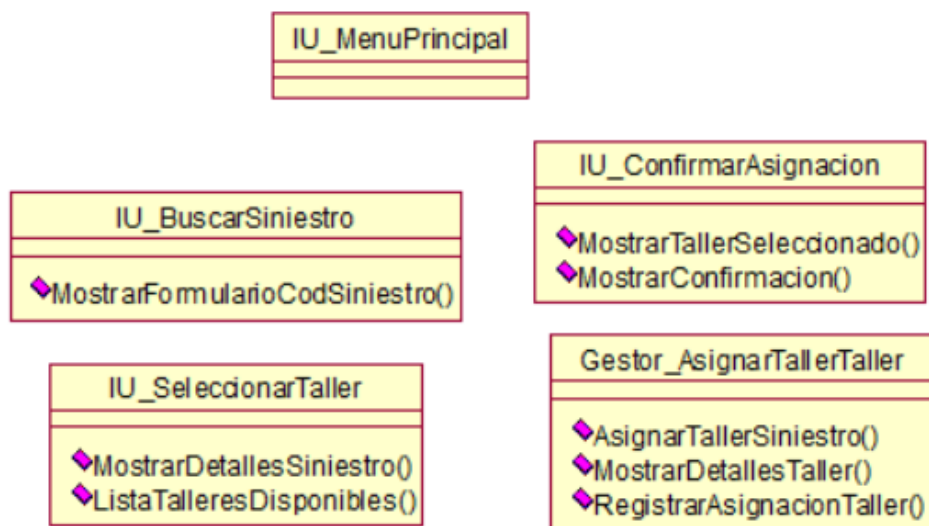 IU_MenuPrincipal
IU_ConfirmarAsignacion
MostrarTallerSeleccionado()
MostrarConfirmacion()
IU_BuscarSiniestro
MostrarFormularioCodSiniestro()
IU_SeleccionarTaller
MostrarDetallesSiniestro()
ListaTalleresDisponibles()
Gestor_AsignarTallerTaller
AsignarTallerSiniestro()
MostrarDetallesTaller()
RegistrarAsignacionTaller()